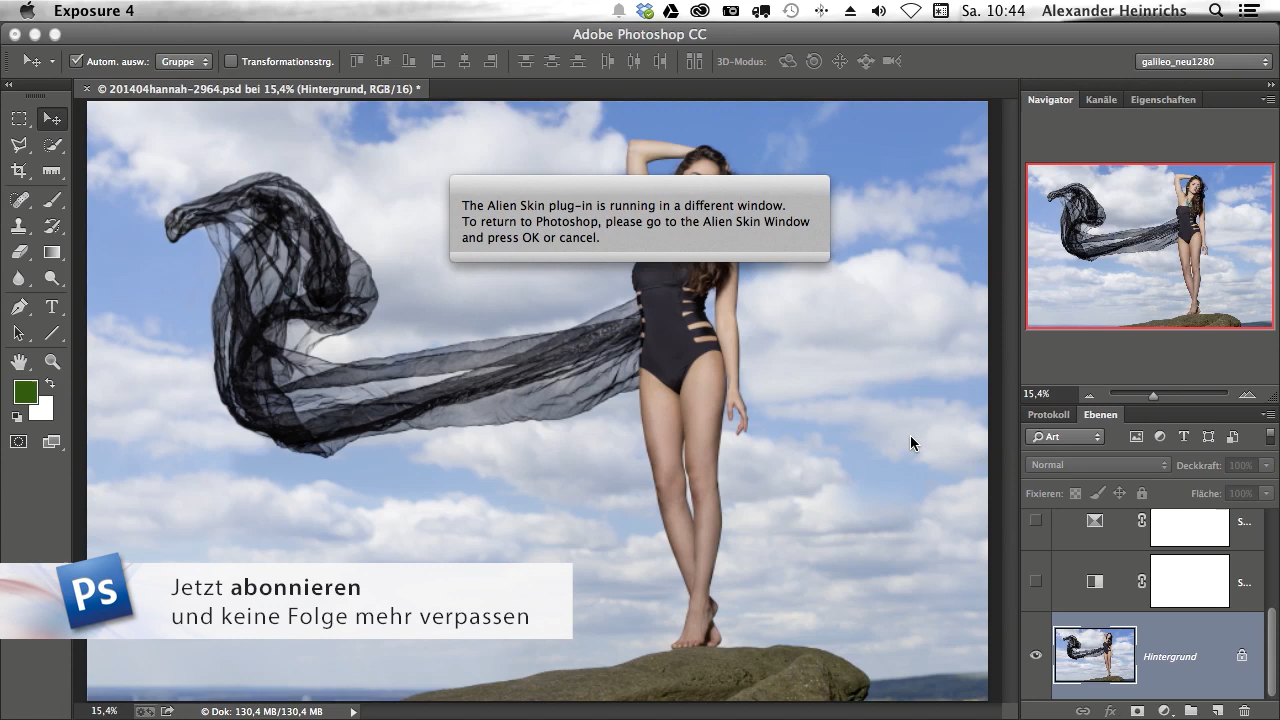 Exposure 4
Sa. 10:44 Alexander Heinrichs
Adobe Photoshop CC
Autom. ausw.: Gruppe Transformationsstrg. 3D-Modus: galileo_neu1280
× © 201404hannah-2964.psd bei 15,4% (Hintergrund, RGB/16) *
Navigator Kanäle Eigenschaften
The Alien Skin plug-in is running in a different window.
To return to Photoshop, please go to the Alien Skin Window
and press OK or cancel.
15,4%
Protokoll Ebenen
Art
Normal Deckkraft: 100%
Fixieren: Fläche: 100%
S...
S...
Hintergrund
Ps
Jetzt abonnieren
und keine Folge mehr verpassen
15,4% © Dok: 130,4 MB/130,4 MB